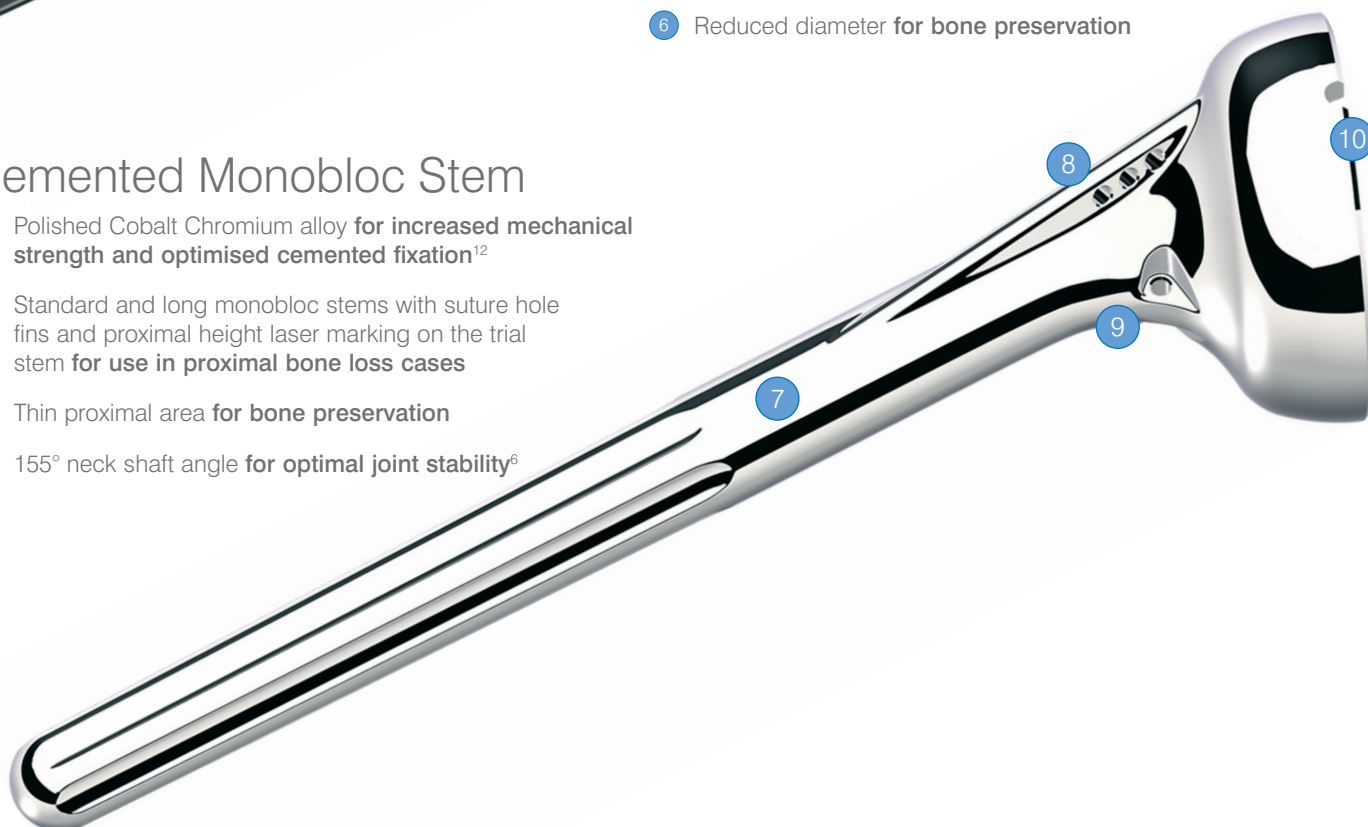 6 Reduced diameter for bone preservation
emented Monobloc Stem
Polished Cobalt Chromium alloy for increased mechanical
strength and optimised cemented fixation12
Standard and long monobloc stems with suture hole
fins and proximal height laser marking on the trial
stem for use in proximal bone loss cases
Thin proximal area for bone preservation
155° neck shaft angle for optimal joint stability6
10
8
9
7